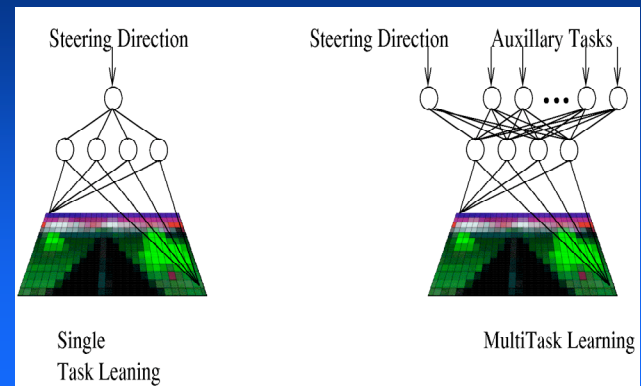 Steering Direction
Steering Direction Auxillary Tasks
Single
Task Leaning
MultiTask Learning